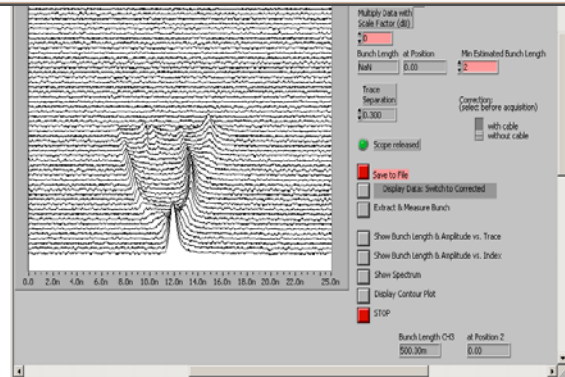 Multiply Data with
Scale Factor (dB)
0
Bunch Length at Position
Min Estimated Bunch Length
NaN
0.00
2
Trace
Separation
0.300
Correction:
(select before acquisition)
with cable
without cable
Scope released
Save to File
Display Data: Switch to Corrected
Extract & Measure Bunch
Show Bunch Length & Amplitude vs. Trace
Show Bunch Length & Amplitude vs. Index
Show Spectrum
Display Contour Plot
STOP
0.0 2.0n 4.0n 6.0n 8.0n 10.0n 12.0n 14.0n 16.0n 18.0n 20.0n 22.0n 25.0n
Bunch Length CH3
at Position 2
500.30m
0.00